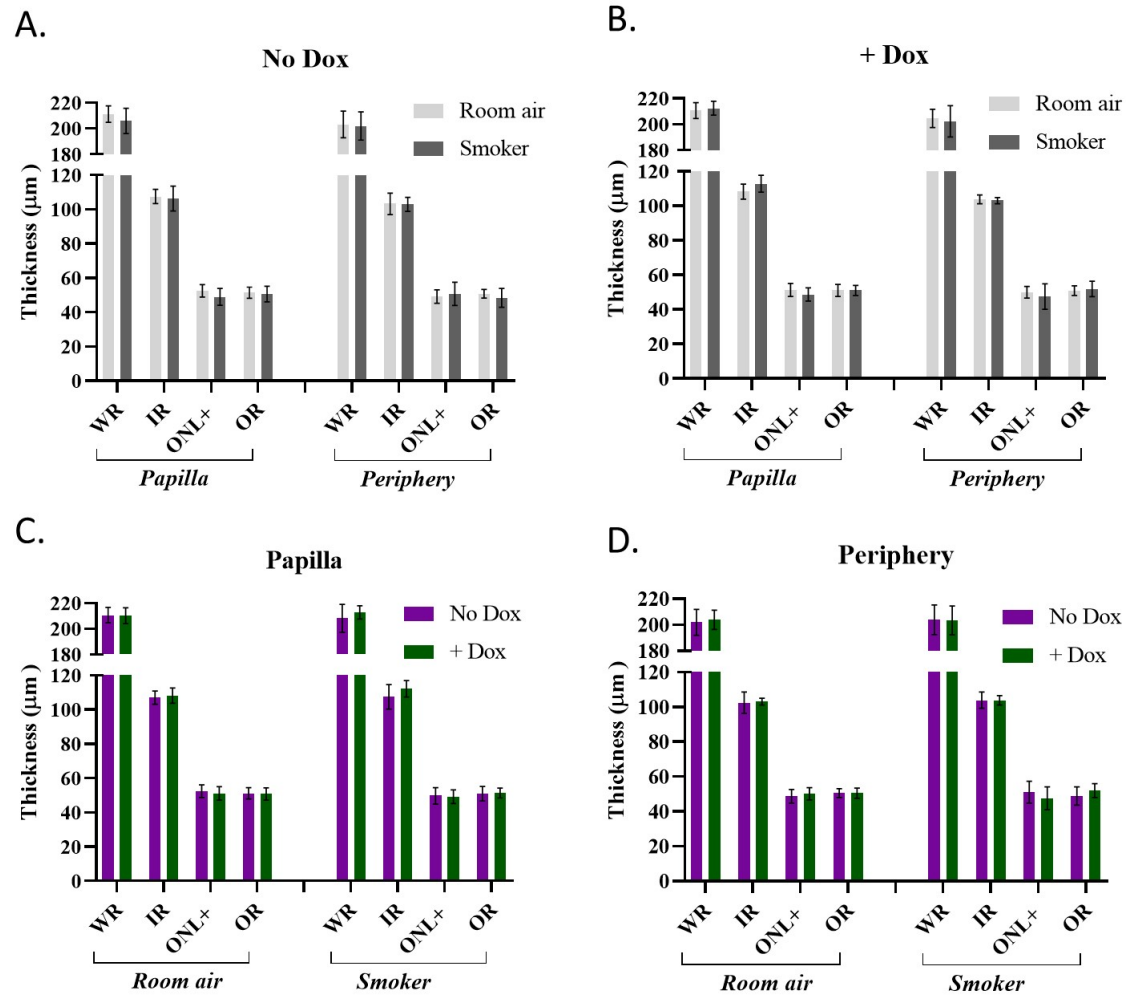 A.
No Dox
Room air
Smoker
Thickness (μm )
220
200
180
120
100
80
60
40
20
0
WR IR ONL+ OR WR IR ONL+ OR
Papilla Periphery
B.
+ Dox
Room air
Smoker
Thickness (μm )
220
200
180
120
100
80
60
40
20
0
WR IR ONL+ OR WR IR ONL+ OR
Papilla Periphery
C.
Papilla
No Dox
+ Dox
Thickness (μm )
220
200
180
120
100
80
60
40
20
0
WR IR ONL+ OR WR IR ONL+ OR
Room air Smoker
D.
Periphery
No Dox
+ Dox
Thickness (μm )
220
200
180
120
100
80
60
40
20
0
WR IR ONL+ OR WR IR ONL+ OR
Room air Smoker